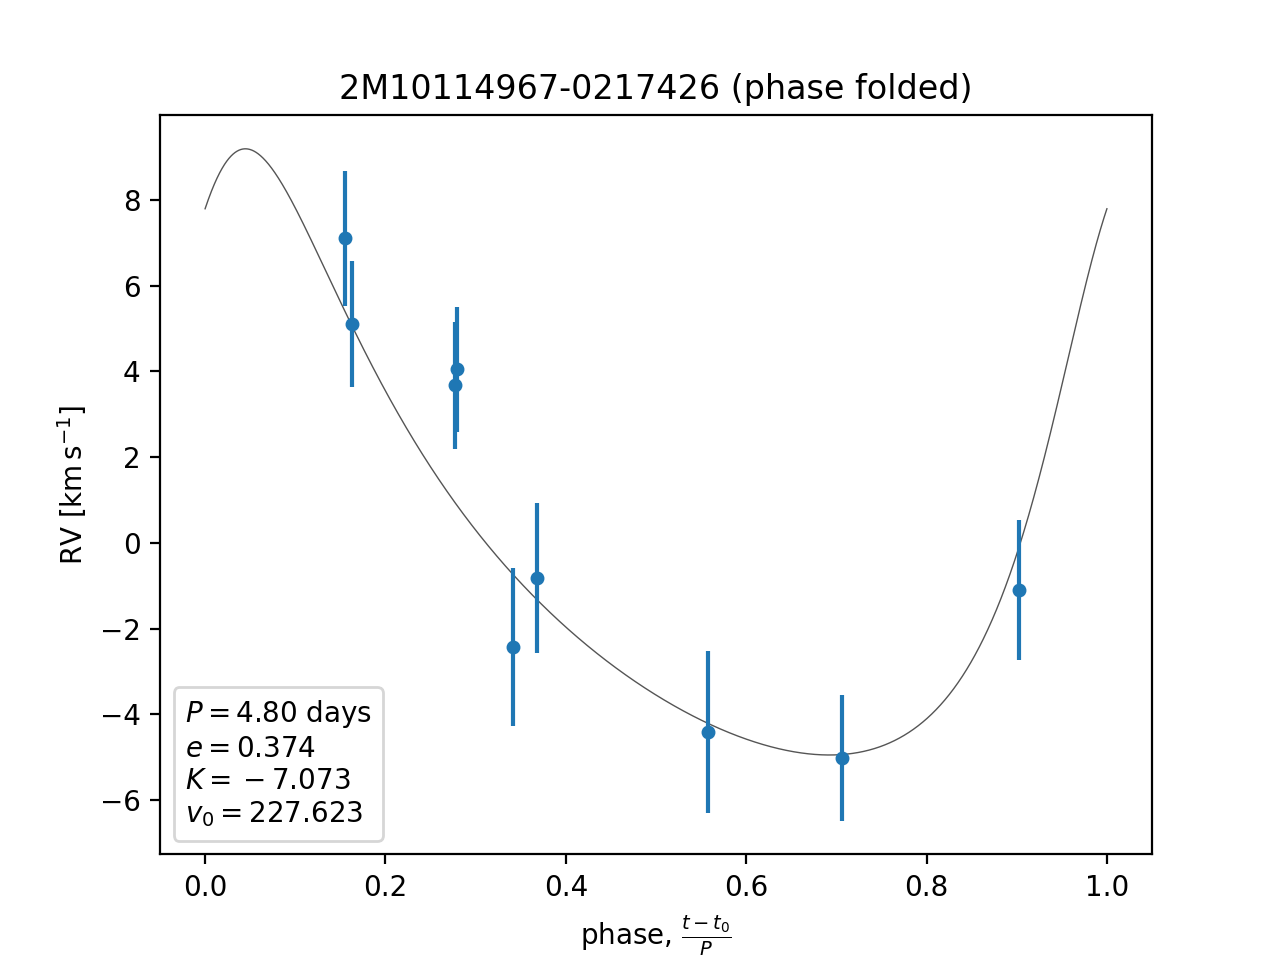 2M10114967-0217426 (phase folded)
RV [km s⁻¹]
8
6
4
2
0
−2
−4
−6
P = 4.80 days
e = 0.374
K = −7.073
v₀ = 227.623
0.0 0.2 0.4 0.6 0.8 1.0
phase, (t − t₀)/P